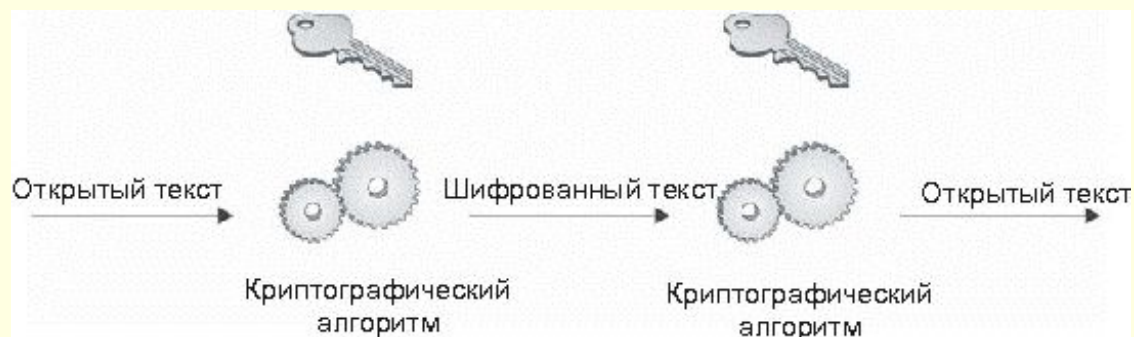 Открытый текст
Шифрованный текст
Открытый текст
Криптографический
алгоритм
Криптографический
алгоритм